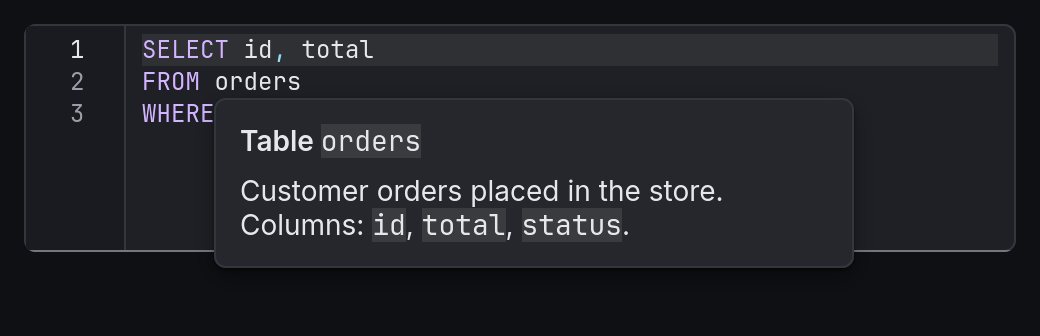 1 SELECT id, total
2 FROM orders
3 WHERE
Table orders
Customer orders placed in the store.
Columns: id, total, status.